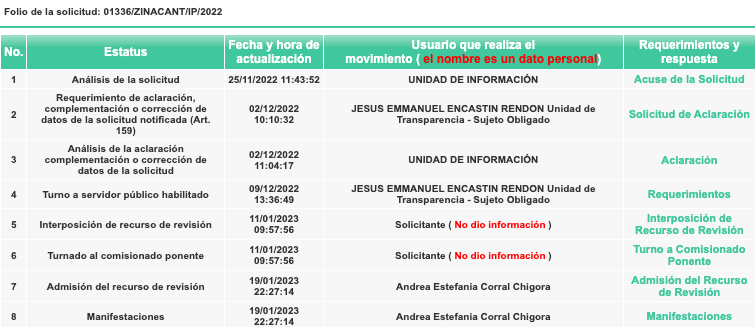 Folio de la solicitud: 01336/ZINACANT/IP/2022
No. Estatus Fecha y hora de actualización Usuario que realiza el movimiento ( el nombre es un dato personal) Requerimientos y respuesta
1 Análisis de la solicitud 25/11/2022 11:43:52 UNIDAD DE INFORMACIÓN Acuse de la Solicitud
2 Requerimiento de aclaración, complementación o corrección de datos de la solicitud notificada (Art. 159) 02/12/2022 10:10:32 JESUS EMMANUEL ENCASTIN RENDON Unidad de Transparencia - Sujeto Obligado Solicitud de Aclaración
3 Análisis de la aclaración complementación o corrección de datos de la solicitud 02/12/2022 11:04:17 UNIDAD DE INFORMACIÓN Aclaración
4 Turno a servidor público habilitado 09/12/2022 13:36:49 JESUS EMMANUEL ENCASTIN RENDON Unidad de Transparencia - Sujeto Obligado Requerimientos
5 Interposición de recurso de revisión 11/01/2023 09:57:56 Solicitante ( No dio información ) Interposición de Recurso de Revisión
6 Turnado al comisionado ponente 11/01/2023 09:57:56 Solicitante ( No dio información ) Turno a Comisionado Ponente
7 Admisión del recurso de revisión 19/01/2023 22:27:14 Andrea Estefania Corral Chigora Admisión del Recurso de Revisión
8 Manifestaciones 19/01/2023 22:27:14 Andrea Estefania Corral Chigora Manifestaciones